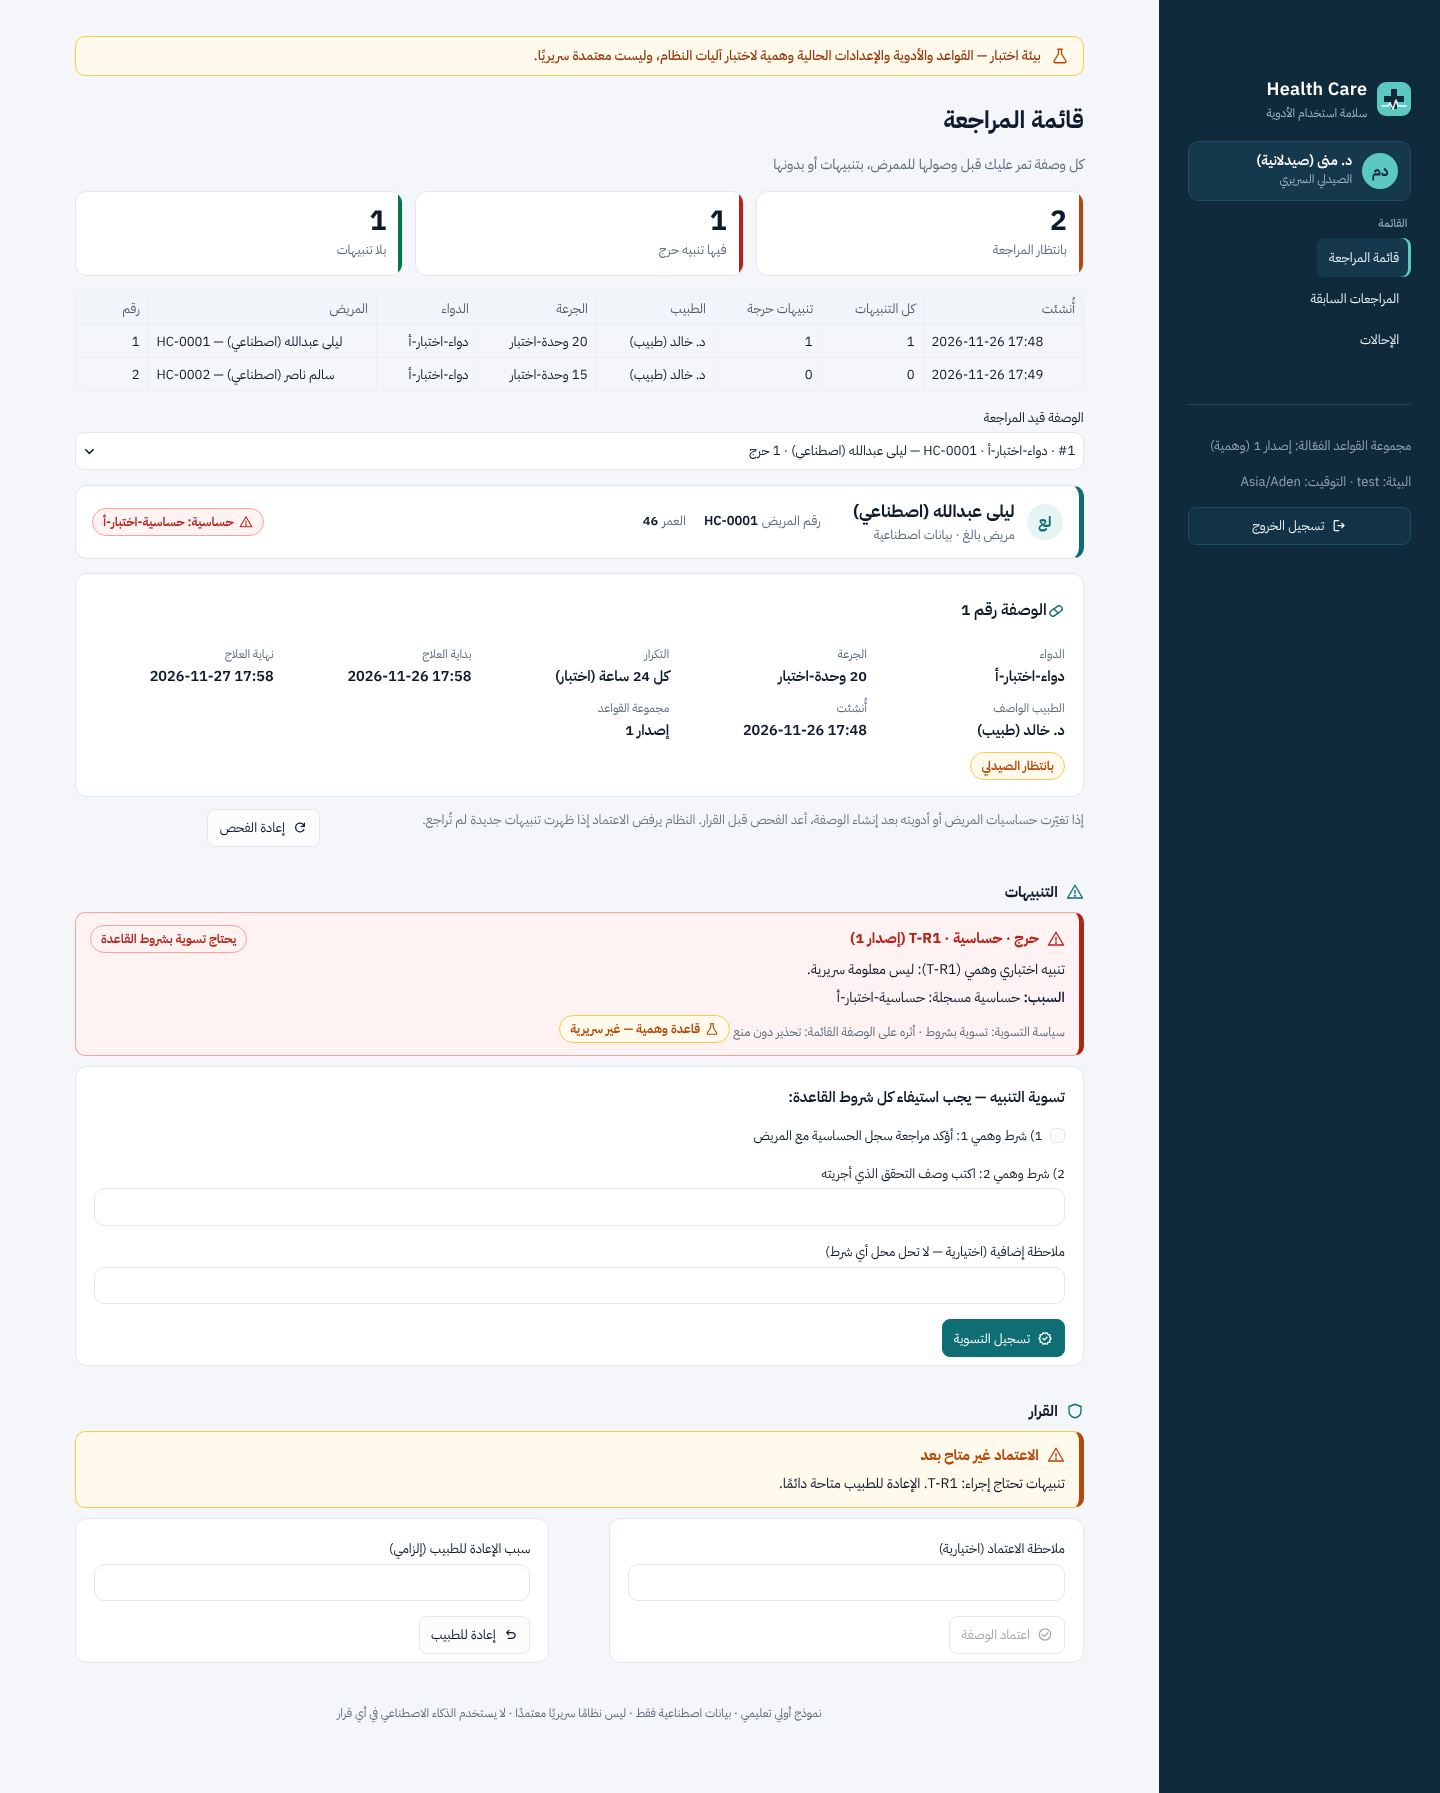 Health Care
سلامة استخدام الأدوية
دم
د. منى (صيدلانية)
الصيدلي السريري
القائمة
قائمة المراجعة
المراجعات السابقة
الإحالات
مجموعة القواعد الفعّالة: إصدار 1 (وهمية)
البيئة: test · التوقيت: Asia/Aden
تسجيل الخروج
بيئة اختبار — القواعد والأدوية والإعدادات الحالية وهمية لاختبار آليات النظام، وليست معتمدة سريريًا.
قائمة المراجعة
كل وصفة تمر عليك قبل وصولها للممرض، بتنبيهات أو بدونها
2
بانتظار المراجعة
1
فيها تنبيه حرج
1
بلا تنبيهات
أُنشئت كل التنبيهات تنبيهات حرجة الطبيب الجرعة الدواء المريض رقم
2026-11-26 17:48 1 1 د. خالد (طبيب) 20 وحدة-اختبار دواء-اختبار-أ ليلى عبدالله (اصطناعي) — HC-0001 1
2026-11-26 17:49 0 0 د. خالد (طبيب) 15 وحدة-اختبار دواء-اختبار-أ سالم ناصر (اصطناعي) — HC-0002 2
الوصفة قيد المراجعة
#1 · دواء-اختبار-أ · HC-0001 — ليلى عبدالله (اصطناعي) · 1 حرج
لع
ليلى عبدالله (اصطناعي)
مريض بالغ · بيانات اصطناعية
رقم المريض HC-0001 العمر 46
حساسية: حساسية-اختبار-أ
الوصفة رقم 1
الدواء الجرعة التكرار بداية العلاج نهاية العلاج
دواء-اختبار-أ 20 وحدة-اختبار كل 24 ساعة (اختبار) 2026-11-26 17:58 2026-11-27 17:58
الطبيب الواصف أُنشئت مجموعة القواعد
د. خالد (طبيب) 2026-11-26 17:48 إصدار 1
بانتظار الصيدلي
إذا تغيّرت حساسيات المريض أو أدويته بعد إنشاء الوصفة، أعد الفحص قبل القرار. النظام يرفض الاعتماد إذا ظهرت تنبيهات جديدة لم تُراجع.
إعادة الفحص
التنبيهات
حرج · حساسية · T-R1 (إصدار 1)
يحتاج تسوية بشروط القاعدة
تنبيه اختباري وهمي (T-R1): ليس معلومة سريرية.
السبب: حساسية مسجلة: حساسية-اختبار-أ
سياسة التسوية: تسوية بشروط · أثره على الوصفة القائمة: تحذير دون منع
قاعدة وهمية — غير سريرية
تسوية التنبيه — يجب استيفاء كل شروط القاعدة:
1) شرط وهمي 1: أؤكد مراجعة سجل الحساسية مع المريض
2) شرط وهمي 2: اكتب وصف التحقق الذي أجريته
ملاحظة إضافية (اختيارية — لا تحل محل أي شرط)
تسجيل التسوية
القرار
الاعتماد غير متاح بعد
تنبيهات تحتاج إجراء: T-R1. الإعادة للطبيب متاحة دائمًا.
ملاحظة الاعتماد (اختيارية)
اعتماد الوصفة
سبب الإعادة للطبيب (إلزامي)
إعادة للطبيب
نموذج أولي تعليمي · بيانات اصطناعية فقط · ليس نظامًا سريريًا معتمدًا · لا يستخدم الذكاء الاصطناعي في أي قرار